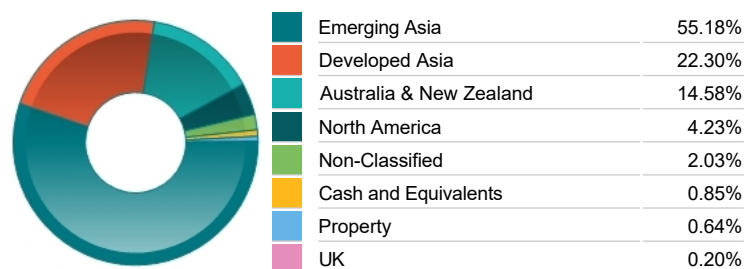 Emerging Asia 55.18%
Developed Asia 22.30%
Australia & New Zealand 14.58%
North America 4.23%
Non-Classified 2.03%
Cash and Equivalents 0.85%
Property 0.64%
UK 0.20%